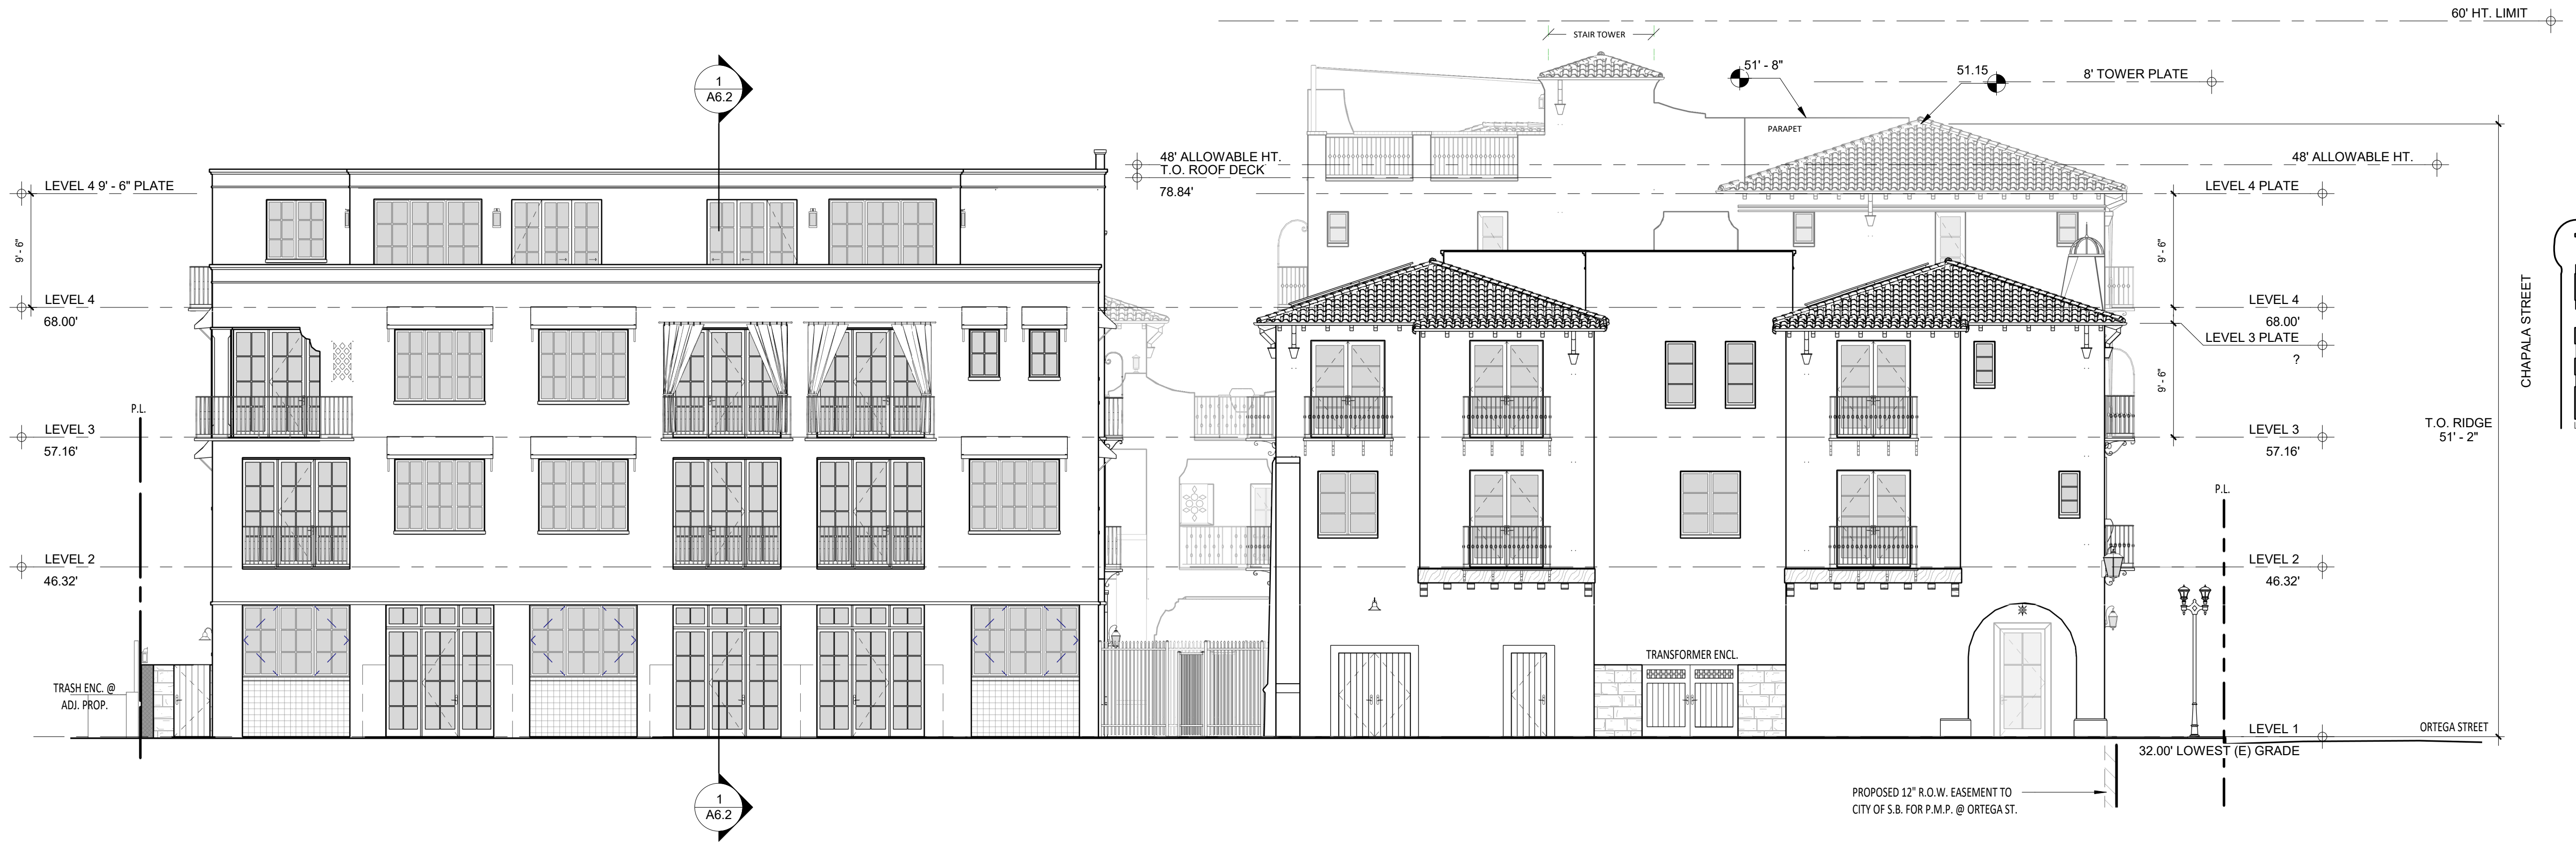 60' HT. LIMIT
STAIR TOWER
51' - 8"
51.15
8' TOWER PLATE
PARAPET
1
A6.2
48' ALLOWABLE HT.
T.O. ROOF DECK
78.84'
48' ALLOWABLE HT.
LEVEL 4 9' - 6" PLATE
LEVEL 4 PLATE
9' - 6"
9' - 6"
LEVEL 4
68.00'
LEVEL 4
68.00'
LEVEL 3 PLATE
?
9' - 6"
CHAPALA STREET
P.L.
LEVEL 3
57.16'
LEVEL 3
57.16'
T.O. RIDGE
51' - 2"
P.L.
LEVEL 2
46.32'
LEVEL 2
46.32'
TRANSFORMER ENCL.
TRASH ENC. @
ADJ. PROP.
LEVEL 1
32.00' LOWEST (E) GRADE
ORTEGA STREET
1
A6.2
PROPOSED 12" R.O.W. EASEMENT TO
CITY OF S.B. FOR P.M.P. @ ORTEGA ST.